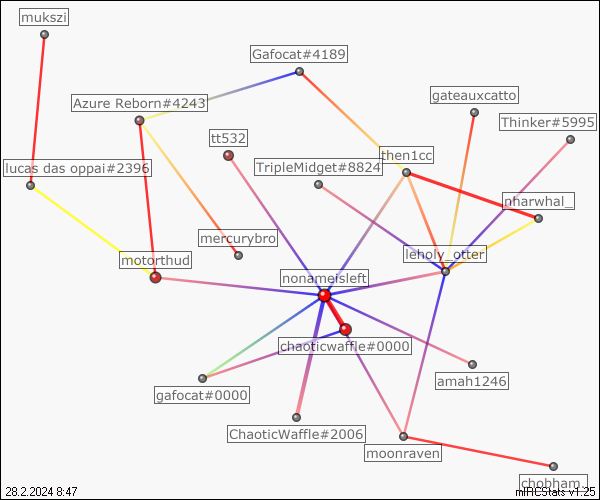 mukszi
Gafocat#4189
Azure Reborn#4243
gateauxcatto
Thinker#5995
tt532
then1cc
lucas das oppai#2396
TripleMidget#8824
nharwhal_
mercurybro
leholy_otter
motorthud
nonameisleft
chaoticwaffle#0000
amah1246
gafocat#0000
ChaoticWaffle#2006
moonraven
chobham_
28.2.2024 8:47
mIRCStats v1.25